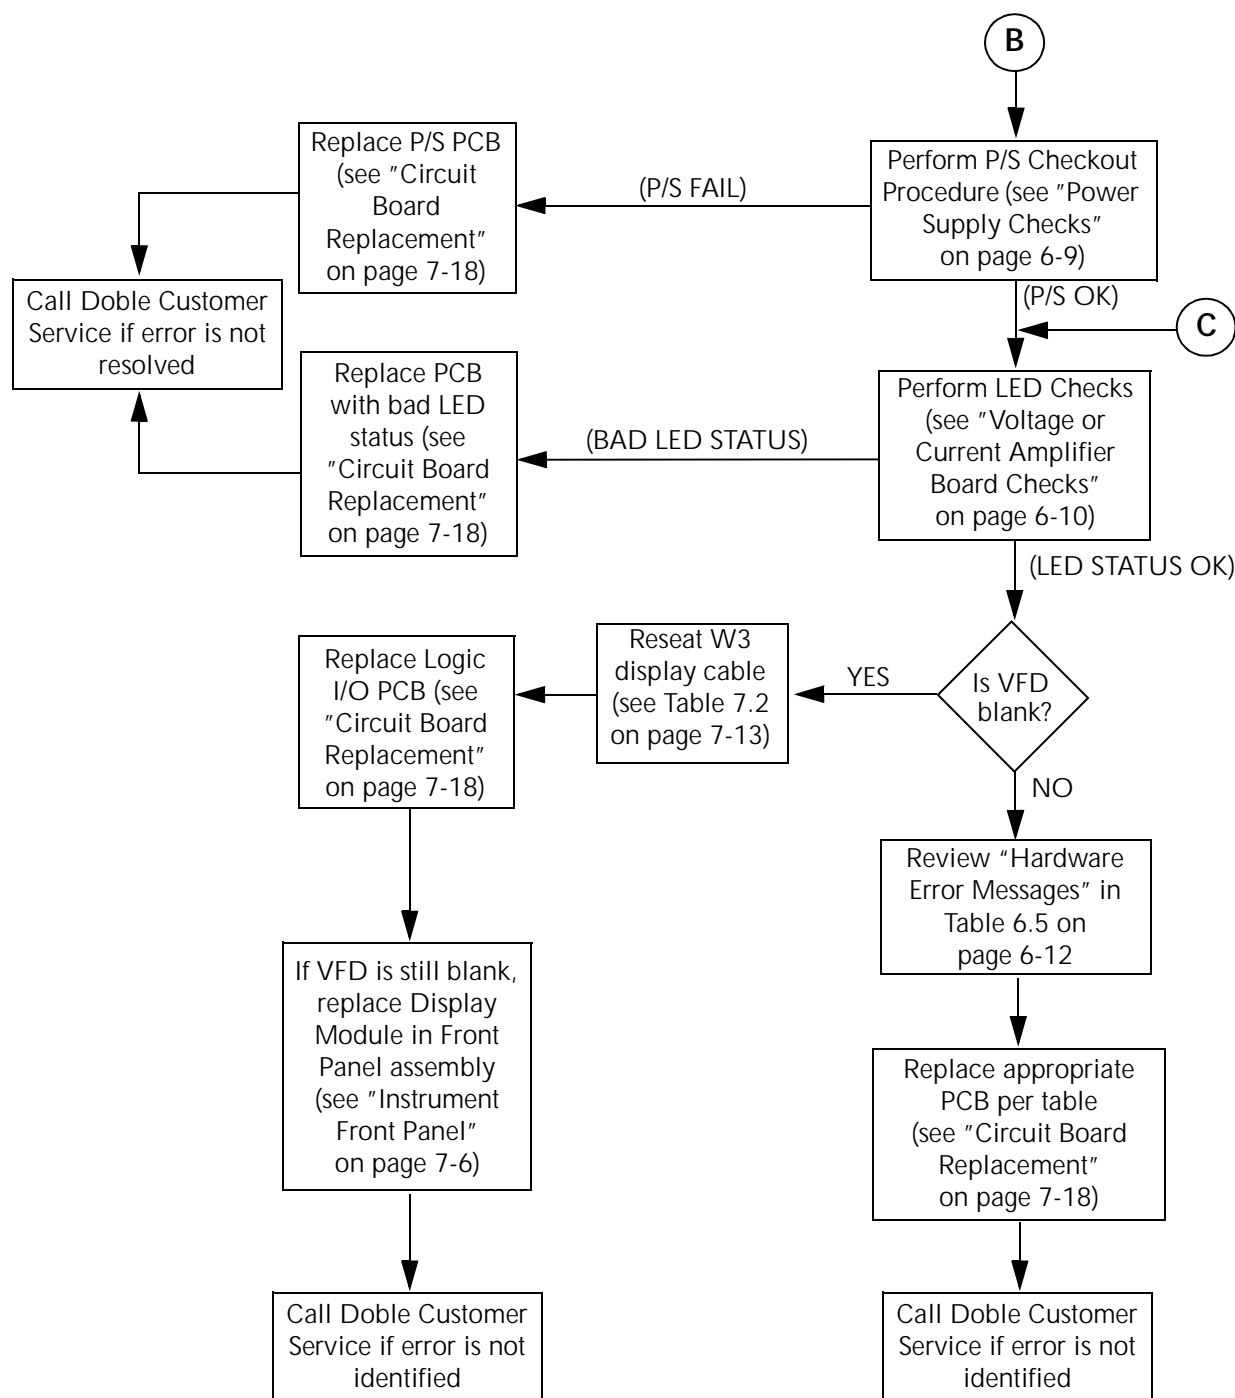 B
Perform P/S Checkout
Procedure (see "Power
Supply Checks"
on page 6-9)
(P/S FAIL)
Replace P/S PCB
(see "Circuit
Board
Replacement"
on page 7-18)
Call Doble Customer
Service if error is not
resolved
(P/S OK)
C
Perform LED Checks
(see "Voltage or
Current Amplifier
Board Checks"
on page 6-10)
(BAD LED STATUS)
Replace PCB
with bad LED
status (see
"Circuit Board
Replacement"
on page 7-18)
(LED STATUS OK)
Is VFD
blank?
YES
Reseat W3
display cable
(see Table 7.2
on page 7-13)
Replace Logic
I/O PCB (see
"Circuit Board
Replacement"
on page 7-18)
If VFD is still blank,
replace Display
Module in Front
Panel assembly
(see "Instrument
Front Panel"
on page 7-6)
Call Doble Customer
Service if error is not
identified
NO
Review “Hardware
Error Messages" in
Table 6.5 on
page 6-12
Replace appropriate
PCB per table
(see "Circuit Board
Replacement"
on page 7-18)
Call Doble Customer
Service if error is not
identified